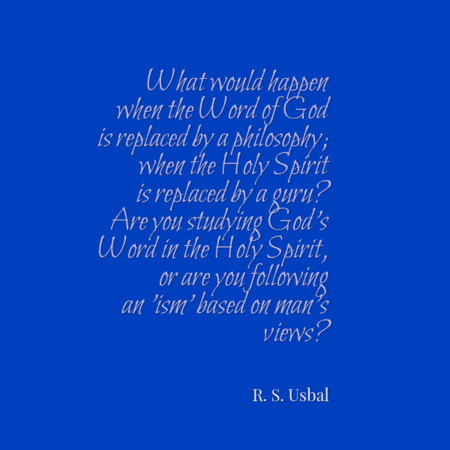 What would happen
when the Word of God
is replaced by a philosophy;
when the Holy Spirit
is replaced by a guru?
Are you studying God's
Word in the Holy Spirit,
or are you following
an 'ism' based on man's
views?
R. S. Usbal